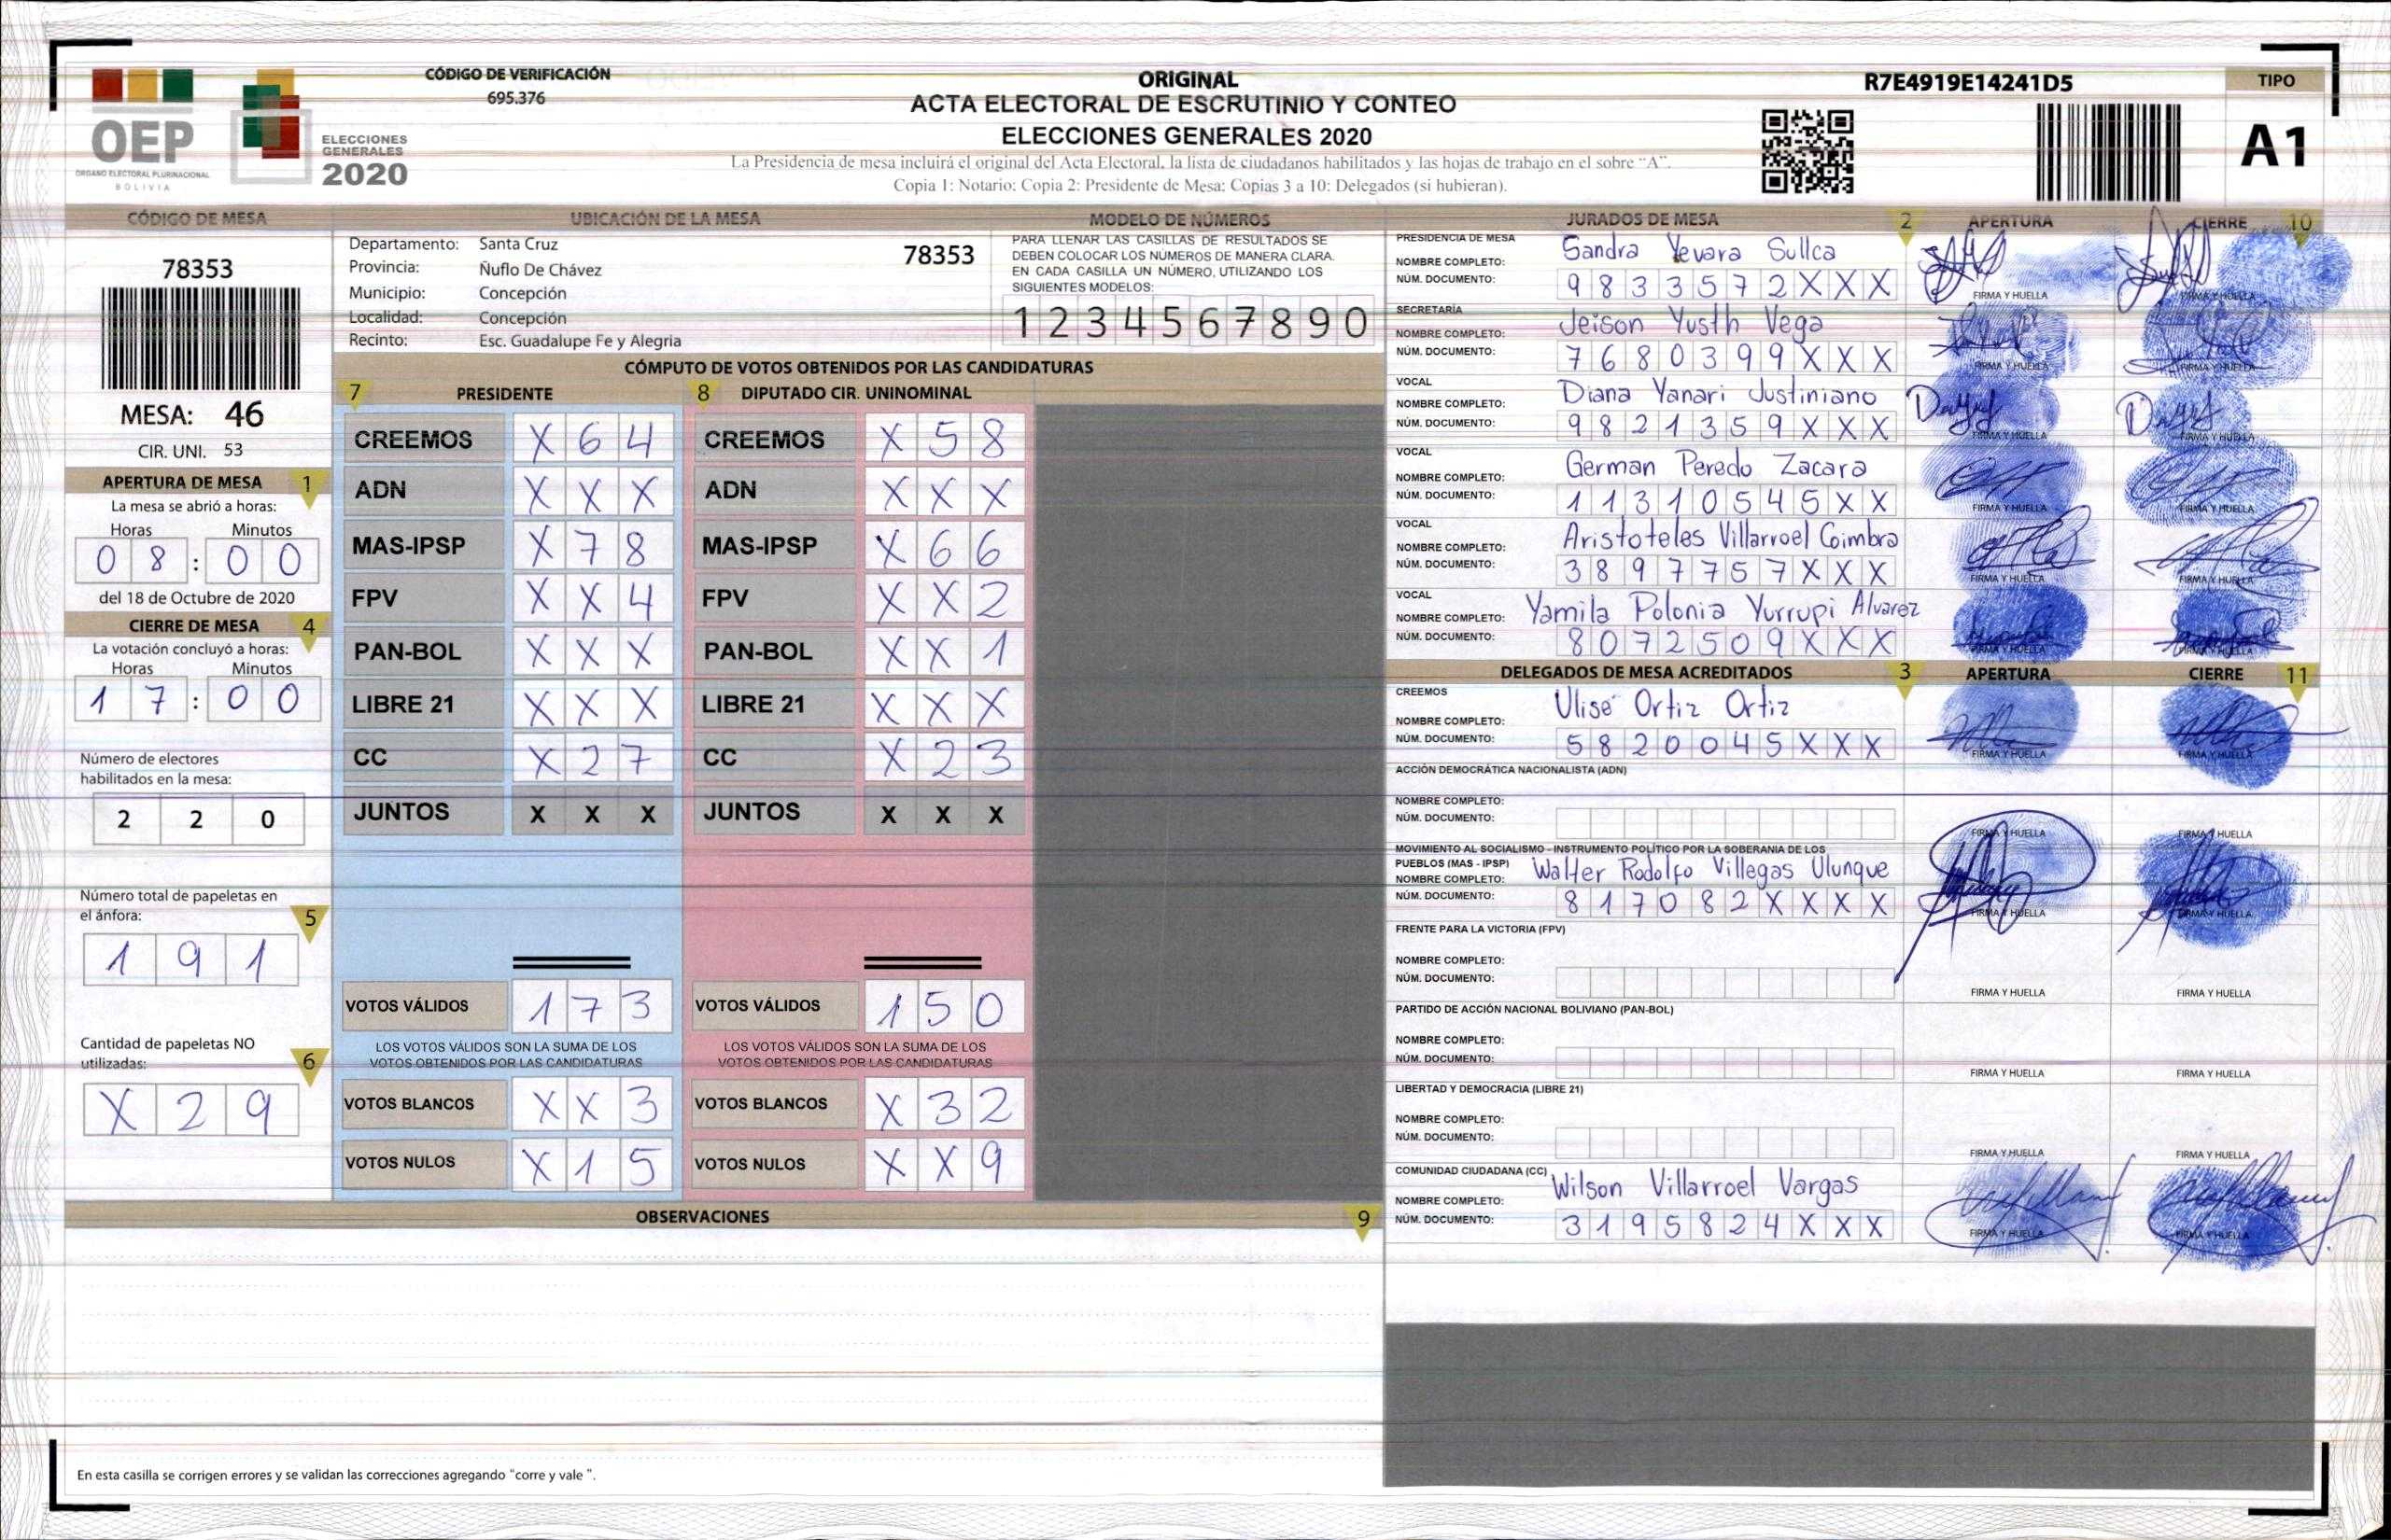 CÓDIGO DE VERIFICACIÓN
695.376
OEP
ÓRGANO ELECTORAL PLURINACIONAL
BOLIVIA
ELECCIONES
GENERALES
2020
ORIGINAL
ACTA ELECTORAL DE ESCRUTINIO Y CONTEO
ELECCIONES GENERALES 2020
La Presidencia de mesa incluirá el original del Acta Electoral, la lista de ciudadanos habilitados y las hojas de trabajo en el sobre "A".
Copia 1: Notario: Copia 2: Presidente de Mesa: Copias 3 a 10: Delegados (si hubieran).
R7E4919E14241D5
TIPO
A1
CÓDIGO DE MESA
78353
MESA: 46
CIR. UNI. 53
APERTURA DE MESA 1
La mesa se abrió a horas:
Horas Minutos
0 8 : 0 0
del 18 de Octubre de 2020
CIERRE DE MESA 4
La votación concluyó a horas:
Horas Minutos
1 7 : 0 0
Número de electores
habilitados en la mesa:
2 2 0
Número total de papeletas en
el ánfora: 5
1 9 1
Cantidad de papeletas NO
utilizadas: 6
X 2 9
UBICACIÓN DE LA MESA
Departamento: Santa Cruz
78353
Provincia: Ñuflo De Chávez
Municipio: Concepción
Localidad: Concepción
Recinto: Esc. Guadalupe Fe y Alegria
MODELO DE NÚMEROS
PARA LLENAR LAS CASILLAS DE RESULTADOS SE
DEBEN COLOCAR LOS NÚMEROS DE MANERA CLARA.
EN CADA CASILLA UN NÚMERO, UTILIZANDO LOS
SIGUIENTES MODELOS:
1 2 3 4 5 6 7 8 9 0
CÓMPUTO DE VOTOS OBTENIDOS POR LAS CANDIDATURAS
7 PRESIDENTE
CREEMOS X 6 4
ADN X X X
MAS-IPSP X 7 8
FPV X X 4
PAN-BOL X X X
LIBRE 21 X X X
CC X 2 7
JUNTOS X X X
VOTOS VÁLIDOS 1 7 3
LOS VOTOS VÁLIDOS SON LA SUMA DE LOS
VOTOS OBTENIDOS POR LAS CANDIDATURAS
VOTOS BLANCOS X X 3
VOTOS NULOS X 1 5
8 DIPUTADO CIR. UNINOMINAL
CREEMOS X 5 8
ADN X X X
MAS-IPSP X 6 6
FPV X X 2
PAN-BOL X X 1
LIBRE 21 X X X
CC X 2 3
JUNTOS X X X
VOTOS VÁLIDOS 1 5 0
LOS VOTOS VÁLIDOS SON LA SUMA DE LOS
VOTOS OBTENIDOS POR LAS CANDIDATURAS
VOTOS BLANCOS X 3 2
VOTOS NULOS X X 9
OBSERVACIONES 9
En esta casilla se corrigen errores y se validan las correcciones agregando "corre y vale ".
JURADOS DE MESA 2 APERTURA CIERRE 10
PRESIDENCIA DE MESA
NOMBRE COMPLETO: Sandra Yevara Sullca
NÚM. DOCUMENTO: 9 8 3 3 5 7 2 X X X
FIRMA Y HUELLA FIRMA Y HUELLA
SECRETARÍA
NOMBRE COMPLETO: Jeison Yusth Vega
NÚM. DOCUMENTO: 7 6 8 0 3 9 9 X X X
FIRMA Y HUELLA FIRMA Y HUELLA
VOCAL
NOMBRE COMPLETO: Diana Yanari Justiniano
NÚM. DOCUMENTO: 9 8 2 1 3 5 9 X X X
FIRMA Y HUELLA FIRMA Y HUELLA
VOCAL
NOMBRE COMPLETO: German Peredo Zacara
NÚM. DOCUMENTO: 1 1 3 1 0 5 4 5 X X
FIRMA Y HUELLA FIRMA Y HUELLA
VOCAL
NOMBRE COMPLETO: Aristoteles Villarroel Coimbra
NÚM. DOCUMENTO: 3 8 9 7 7 5 7 X X X
FIRMA Y HUELLA FIRMA Y HUELLA
VOCAL
NOMBRE COMPLETO: Yamila Polonia Yurrupi Alvarez
NÚM. DOCUMENTO: 8 0 7 2 5 0 9 X X X
FIRMA Y HUELLA FIRMA Y HUELLA
DELEGADOS DE MESA ACREDITADOS 3 APERTURA CIERRE 11
CREEMOS
NOMBRE COMPLETO: Ulise Ortiz Ortiz
NÚM. DOCUMENTO: 5 8 2 0 0 4 5 X X X
FIRMA Y HUELLA FIRMA Y HUELLA
ACCIÓN DEMOCRÁTICA NACIONALISTA (ADN)
NOMBRE COMPLETO:
NÚM. DOCUMENTO:
FIRMA Y HUELLA FIRMA Y HUELLA
MOVIMIENTO AL SOCIALISMO - INSTRUMENTO POLÍTICO POR LA SOBERANIA DE LOS
PUEBLOS (MAS - IPSP)
NOMBRE COMPLETO: Walter Rodolfo Villegas Ulunque
NÚM. DOCUMENTO: 8 1 7 0 8 2 X X X X
FIRMA Y HUELLA FIRMA Y HUELLA
FRENTE PARA LA VICTORIA (FPV)
NOMBRE COMPLETO:
NÚM. DOCUMENTO:
FIRMA Y HUELLA FIRMA Y HUELLA
PARTIDO DE ACCIÓN NACIONAL BOLIVIANO (PAN-BOL)
NOMBRE COMPLETO:
NÚM. DOCUMENTO:
FIRMA Y HUELLA FIRMA Y HUELLA
LIBERTAD Y DEMOCRACIA (LIBRE 21)
NOMBRE COMPLETO:
NÚM. DOCUMENTO:
FIRMA Y HUELLA FIRMA Y HUELLA
COMUNIDAD CIUDADANA (CC)
NOMBRE COMPLETO: Wilson Villarroel Vargas
NÚM. DOCUMENTO: 3 1 9 5 8 2 4 X X X
FIRMA Y HUELLA FIRMA Y HUELLA